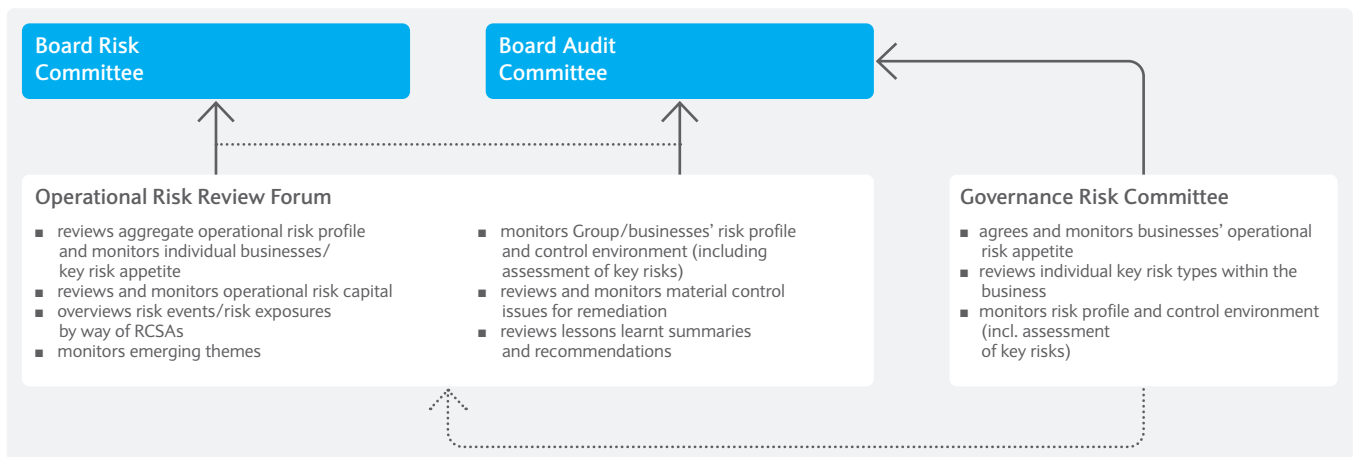 Board Risk
Committee
Board Audit
Committee
Operational Risk Review Forum
■ reviews aggregate operational risk profile
and monitors individual businesses/
key risk appetite
■ reviews and monitors operational risk capital
■ overviews risk events/risk exposures
by way of RCSAs
■ monitors emerging themes
■ monitors Group/businesses’ risk profile
and control environment (including
assessment of key risks)
■ reviews and monitors material control
issues for remediation
■ reviews lessons learnt summaries
and recommendations
Governance Risk Committee
■ agrees and monitors businesses’ operational
risk appetite
■ reviews individual key risk types within the
business
■ monitors risk profile and control environment
(incl. assessment
of key risks)